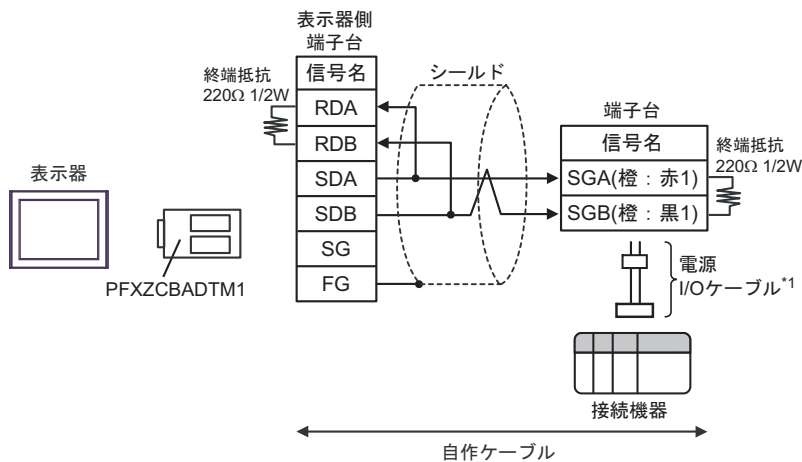 表示器側
端子台
信号名
RDA
RDB
SDA
SDB
SG
FG
終端抵抗
220Ω 1/2W
シールド
端子台
信号名
SGA(橙：赤1)
SGB(橙：黒1)
終端抵抗
220Ω 1/2W
表示器
PFXZCBADTM1
電源
I/Oケーブル*1
接続機器
自作ケーブル